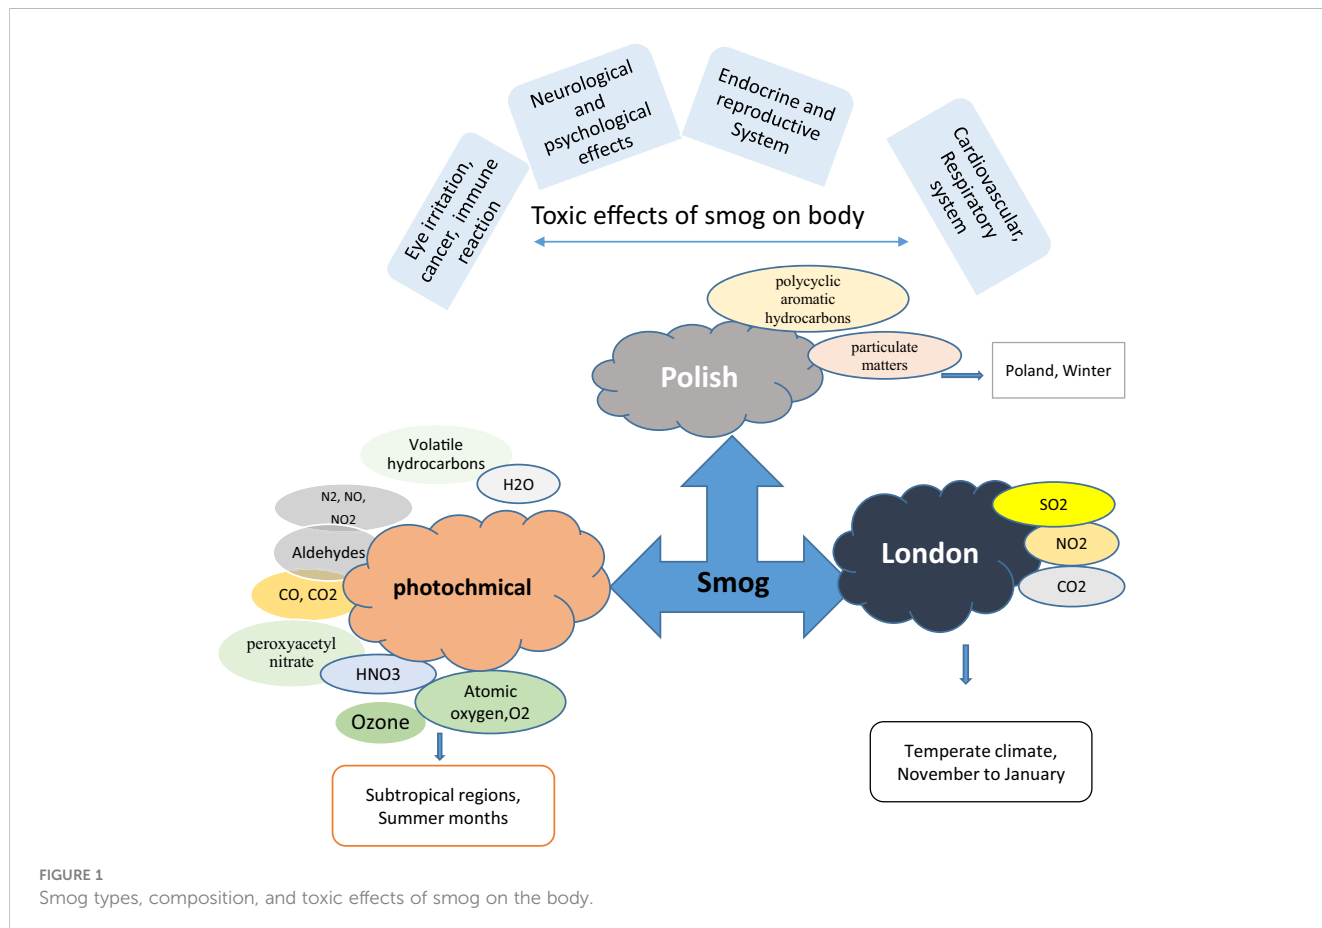 Eye irritation,
cancer, immune
reaction
Neurological
and
psychological
effects
Endocrine and
reproductive
System
Cardiovascular,
Respiratory
system
Toxic effects of smog on body
polycyclic
aromatic
hydrocarbons
particulate
matters
Polish
Poland, Winter
Volatile
hydrocarbons
H2O
N2, NO,
NO2
Aldehydes
CO, CO2
peroxyacetyl
nitrate
HNO3
Ozone
Atomic
oxygen,O2
photochmical
Smog
London
SO2
NO2
CO2
Subtropical regions,
Summer months
Temperate climate,
November to January
FIGURE 1
Smog types, composition, and toxic effects of smog on the body.